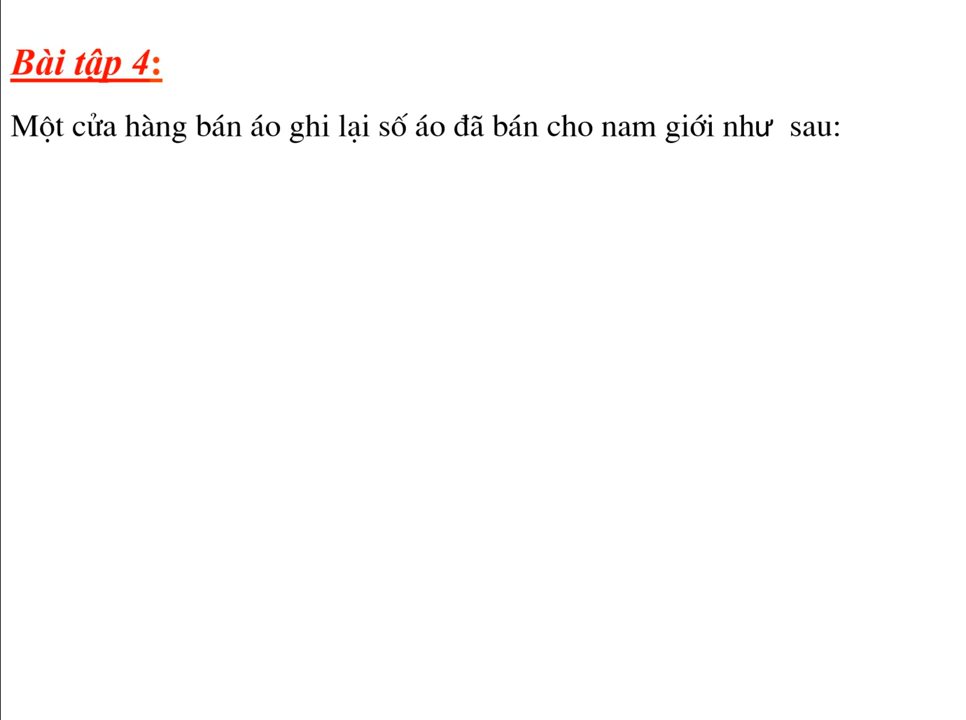 Bài tập 4:
Một cửa hàng bán áo ghi lại số áo đã bán cho nam giới như sau: